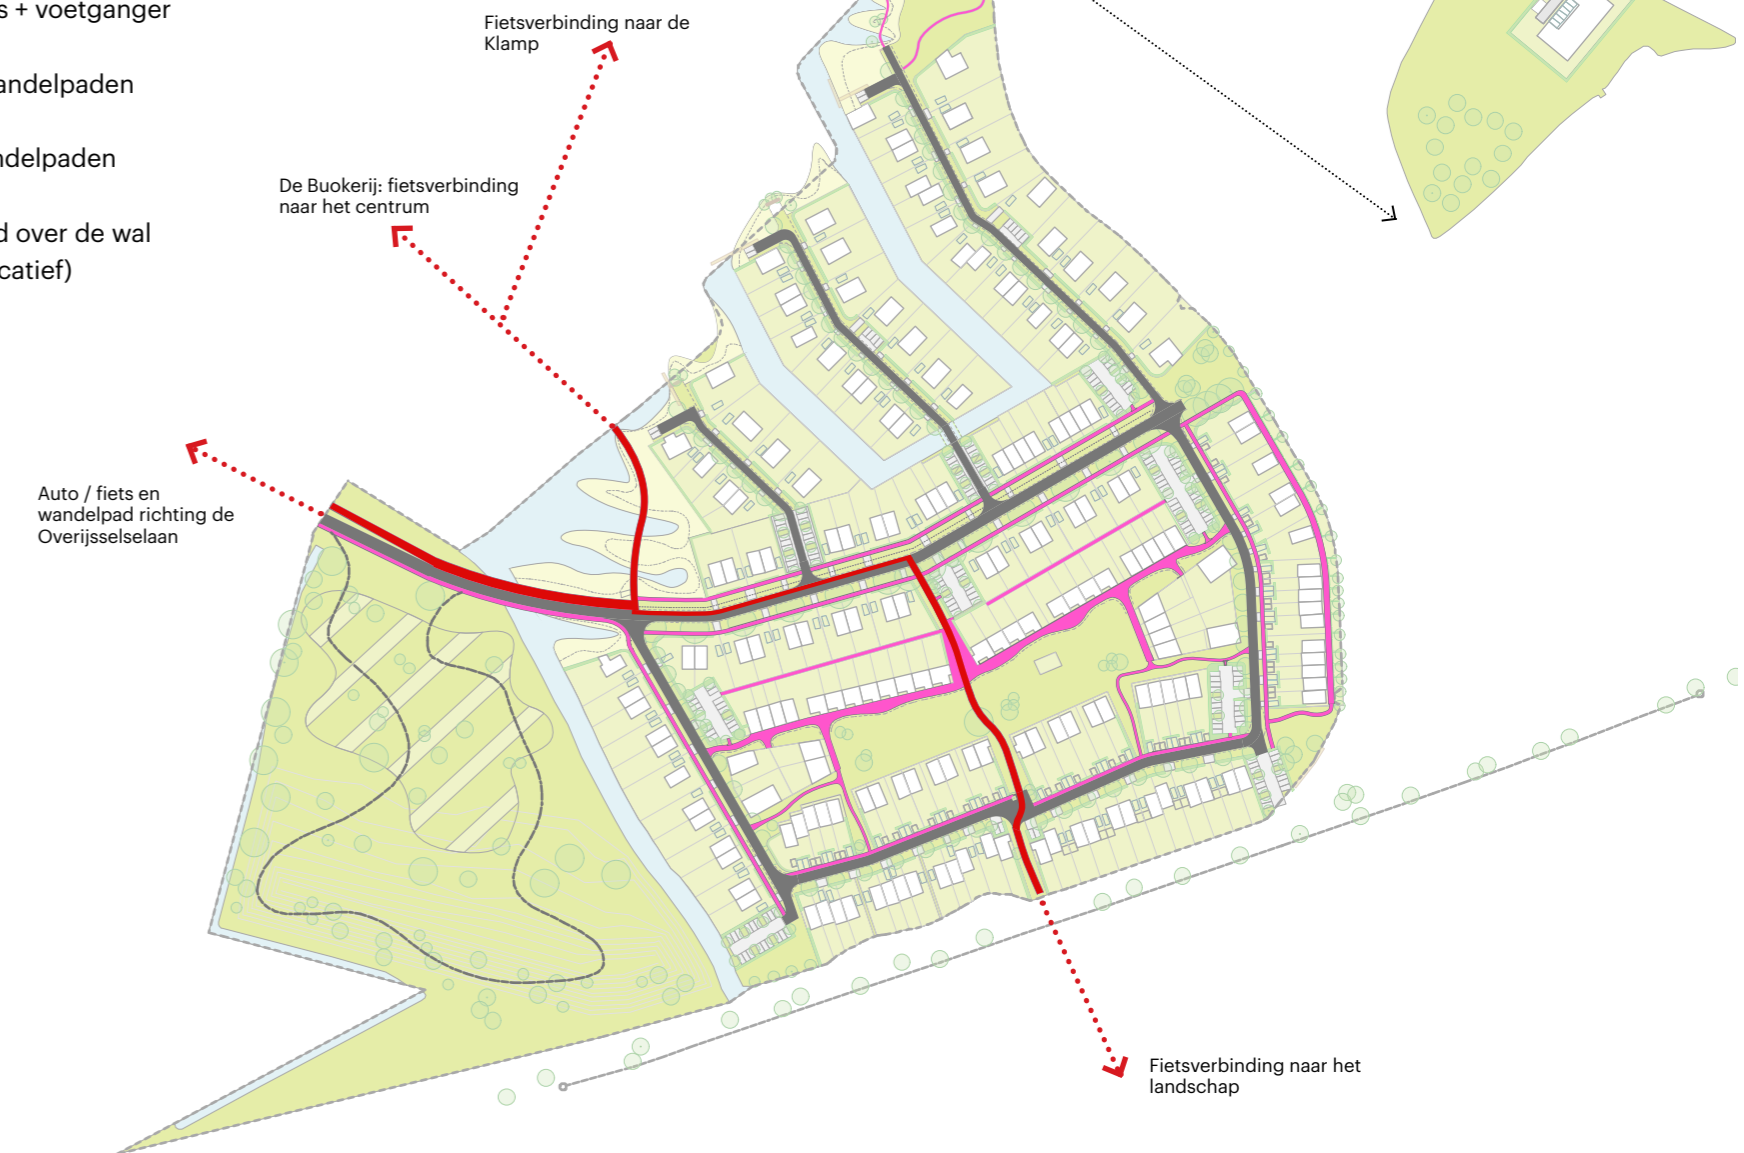 s + voetganger
andelpaden
ndelpaden
d over de wal
catief)
Fietsverbinding naar de
Klamp
De Buokerij: fietsverbinding
naar het centrum
Auto / fiets en
wandelpad richting de
Overijsselselaan
Fietsverbinding naar het
landschap